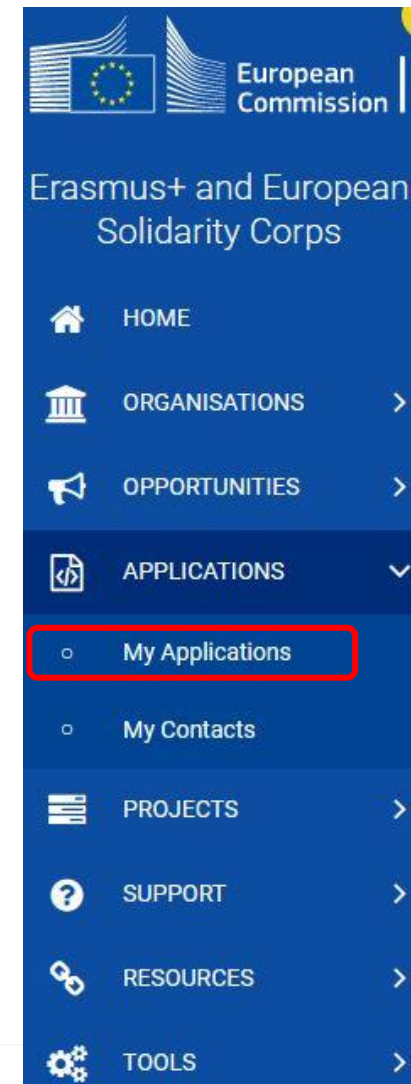 European
Commission
Erasmus+ and European
Solidarity Corps
HOME
ORGANISATIONS
OPPORTUNITIES
APPLICATIONS
My Applications
My Contacts
PROJECTS
SUPPORT
RESOURCES
TOOLS